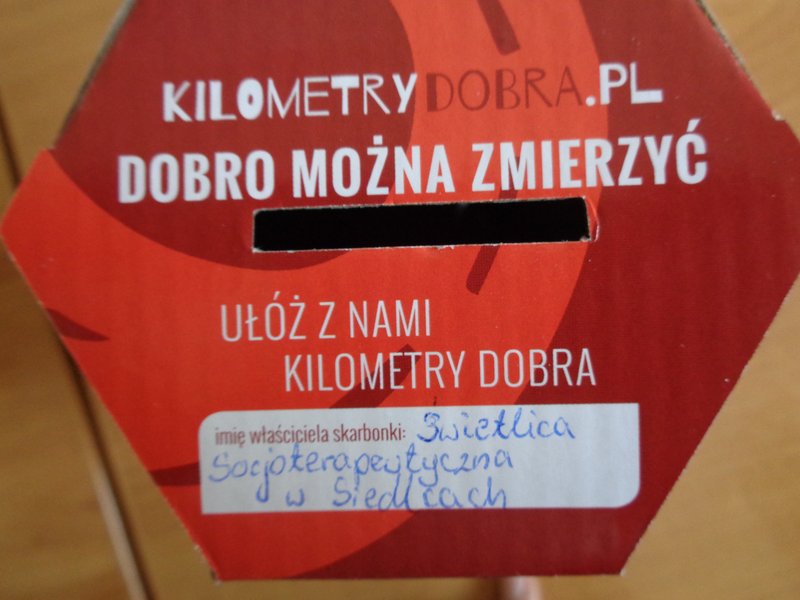 KILOMETRYDOBRA.PL
DOBRO MOŻNA ZMIERZYĆ
UŁÓŻ Z NAMI
KILOMETRY DOBRA
imię właściciela skarbonki: Świetlica
Socjoterapeutyczna
w Siedlcach